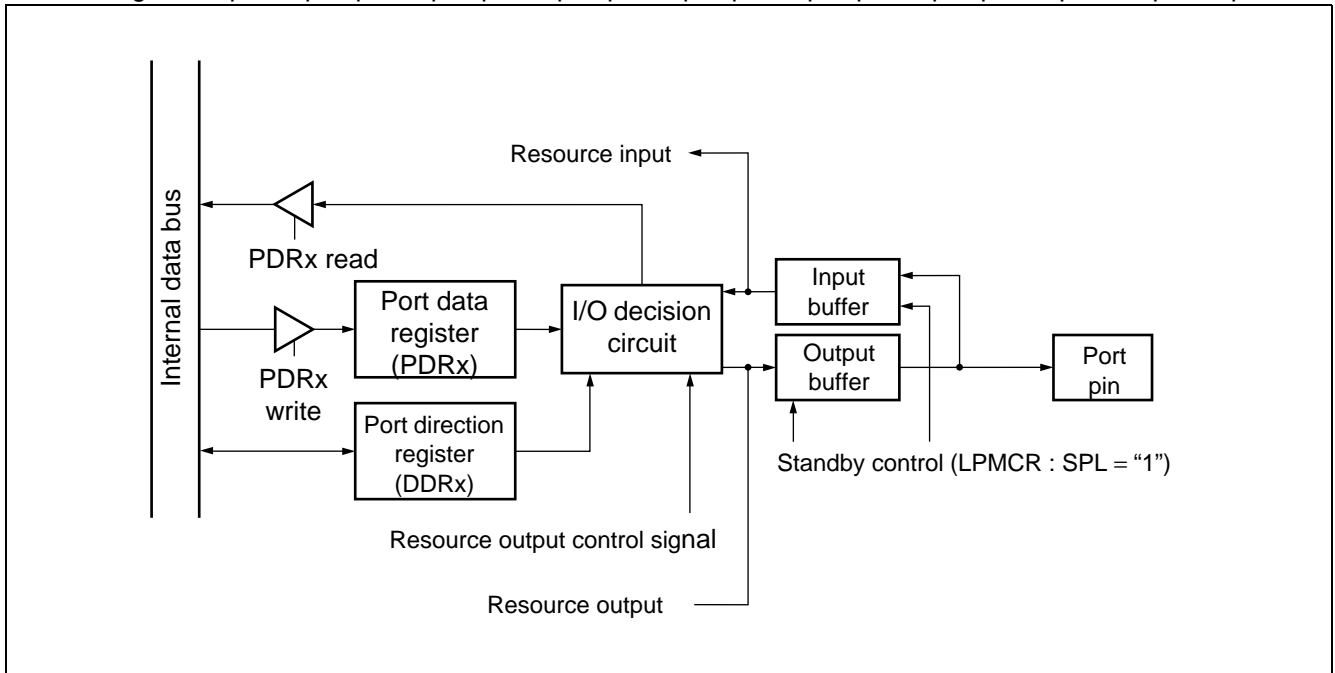 Resource input
Internal data bus
PDRx read
Port data
register
(PDRx)
I/O decision
circuit
Input
buffer
Output
buffer
Port
pin
PDRx
write
Port direction
register
(DDRx)
Standby control (LPMCR : SPL = “1”)
Resource output control signal
Resource output